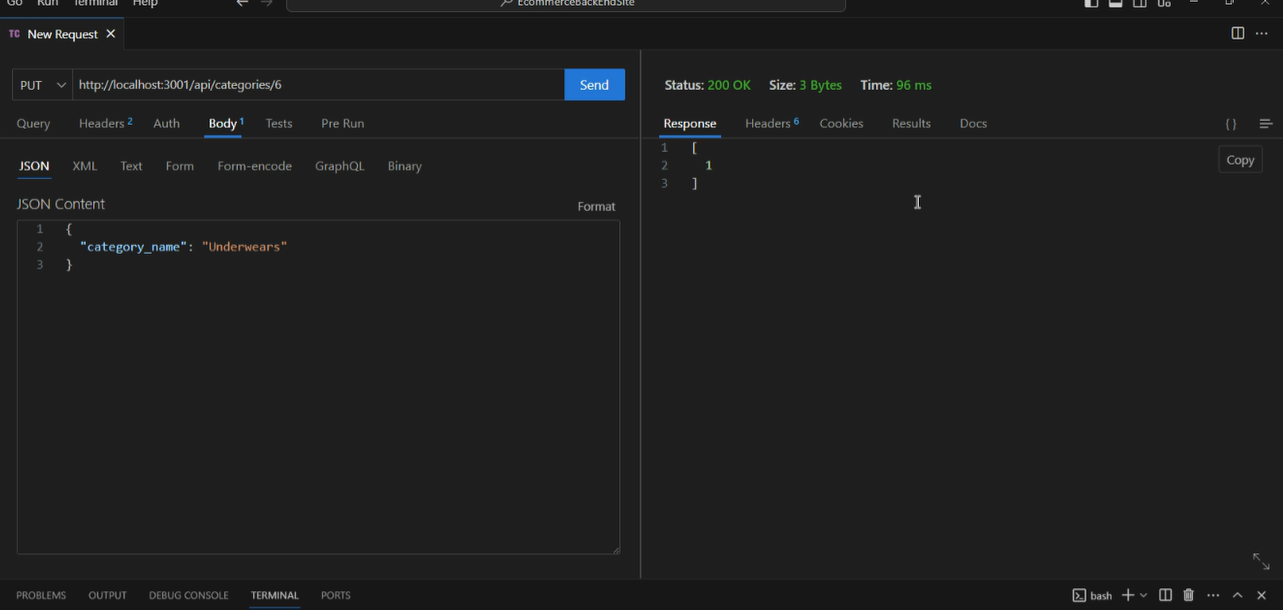 Go Run Terminal Help
EcommerceBackEndSite
TC New Request
PUT http://localhost:3001/api/categories/6 Send
Status: 200 OK Size: 3 Bytes Time: 96 ms
Query Headers 2 Auth Body 1 Tests Pre Run
Response Headers 6 Cookies Results Docs { }
JSON XML Text Form Form-encode GraphQL Binary
JSON Content
Format
1 {
2 "category_name": "Underwears"
3 }
1 [
2 1
3 ]
Copy
PROBLEMS OUTPUT DEBUG CONSOLE TERMINAL PORTS
bash